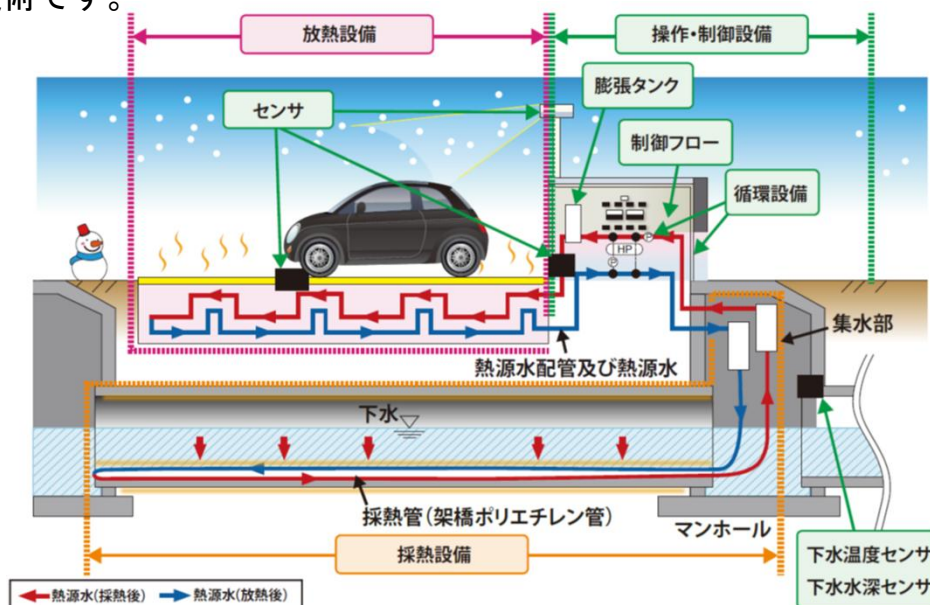 術です。
放熱設備
操作・制御設備
センサ
膨張タンク
制御フロー
循環設備
P
HP
P
集水部
熱源水配管及び熱源水
下水
採熱管(架橋ポリエチレン管)
マンホール
採熱設備
下水温度センサ
下水水深センサ
熱源水(採熱後)
熱源水(放熱後)